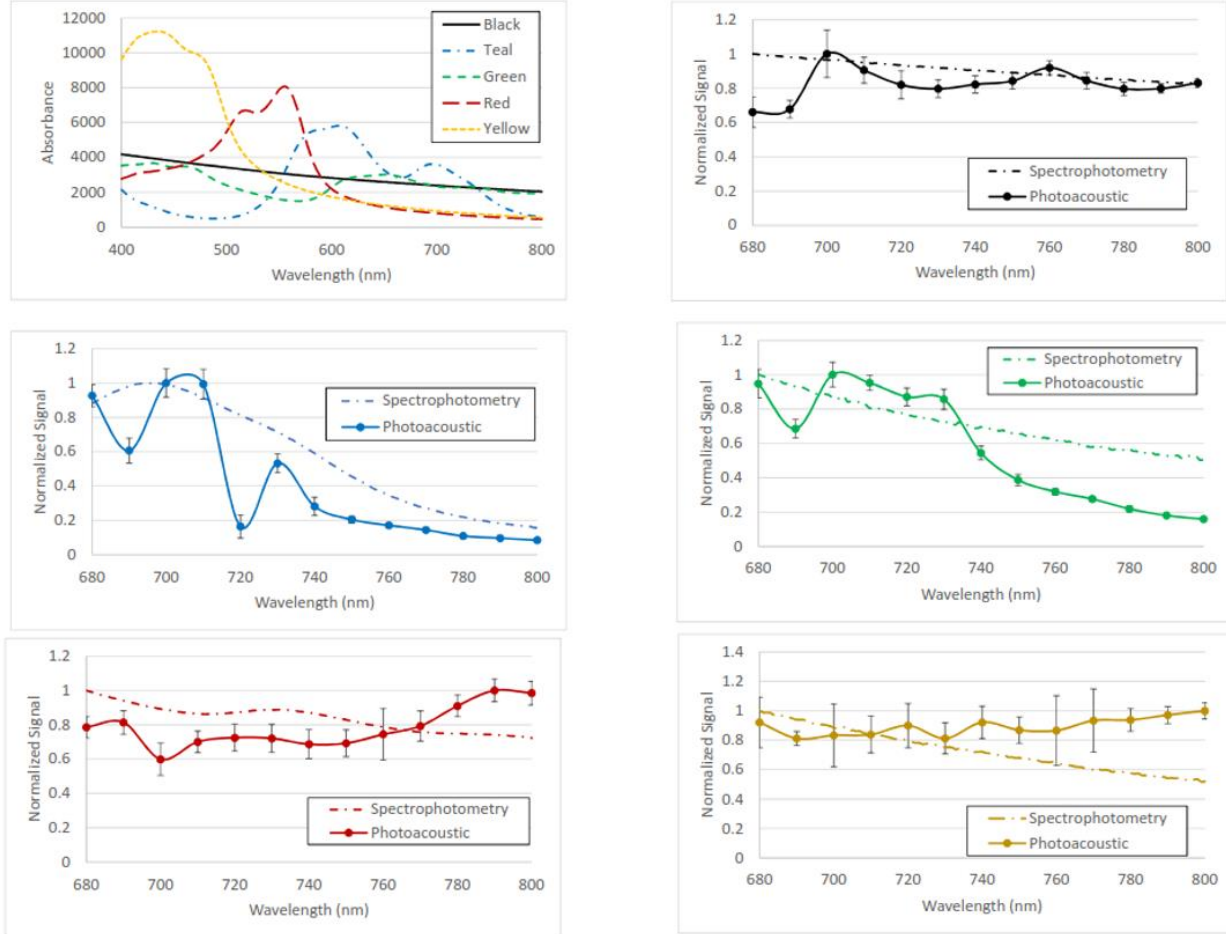 12000
10000
8000
6000
4000
2000
0
Absorbance
Black
Teal
Green
Red
Yellow
400 500 600 700 800
Wavelength (nm)
1.2
1
0.8
0.6
0.4
0.2
0
Normalized Signal
Spectrophotometry
Photoacoustic
680 700 720 740 760 780 800
Wavelength (nm)
1.2
1
0.8
0.6
0.4
0.2
0
Normalized Signal
Spectrophotometry
Photoacoustic
680 700 720 740 760 780 800
Wavelength (nm)
1.2
1
0.8
0.6
0.4
0.2
0
Normalized Signal
Spectrophotometry
Photoacoustic
680 700 720 740 760 780 800
Wavelength (nm)
1.2
1
0.8
0.6
0.4
0.2
0
Normalized Signal
Spectrophotometry
Photoacoustic
680 700 720 740 760 780 800
Wavelength (nm)
1.4
1.2
1
0.8
0.6
0.4
0.2
0
Normalized Signal
Spectrophotometry
Photoacoustic
680 700 720 740 760 780 800
Wavelength (nm)